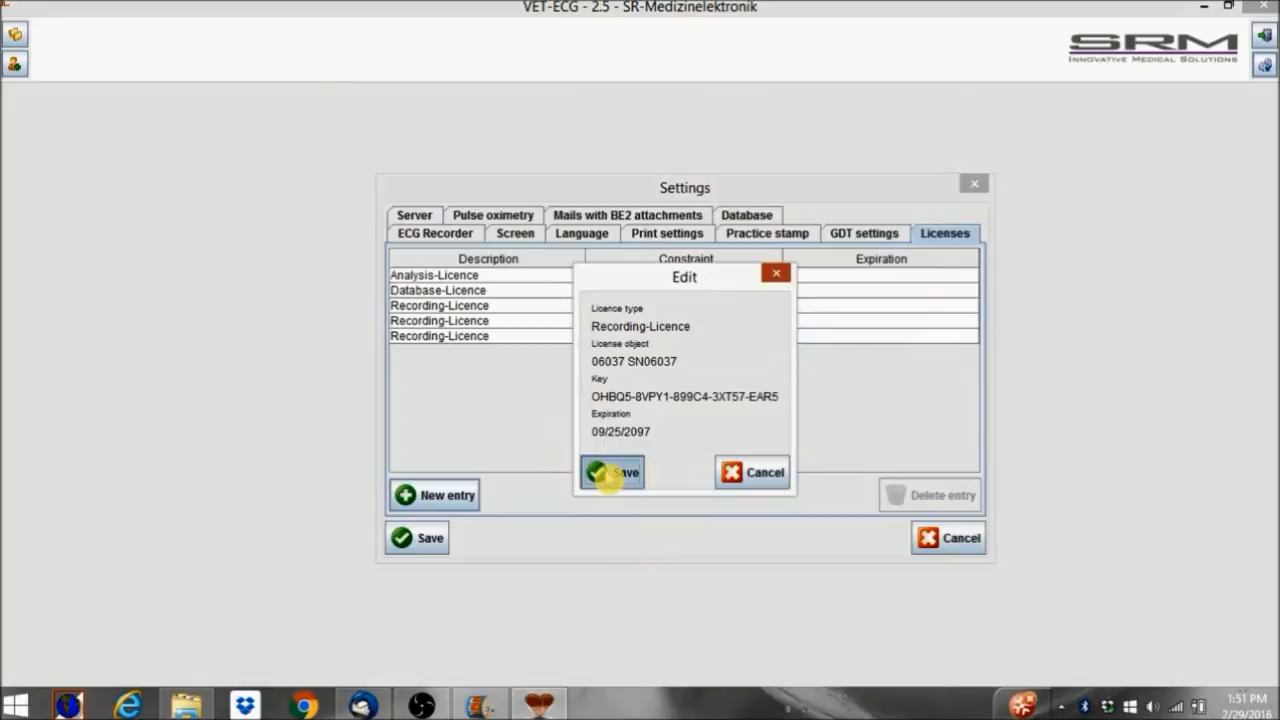 VET-ECG - 2.5 - SR-Medizinelektronik
SRM
INNOVATIVE MEDICAL SOLUTIONS
Settings
Server Pulse oximetry Mails with BE2 attachments Database
ECG Recorder Screen Language Print settings Practice stamp GDT settings Licenses
Description Constraint Expiration
Analysis-Licence
Database-Licence
Recording-Licence
Recording-Licence
Recording-Licence
Edit
Licence type
Recording-Licence
License object
06037 SN06037
Key
OHBQ5-8VPY1-899C4-3XT57-EAR5
Expiration
09/25/2097
Save Cancel
New entry Delete entry
Save Cancel
1:51 PM
2/29/2016